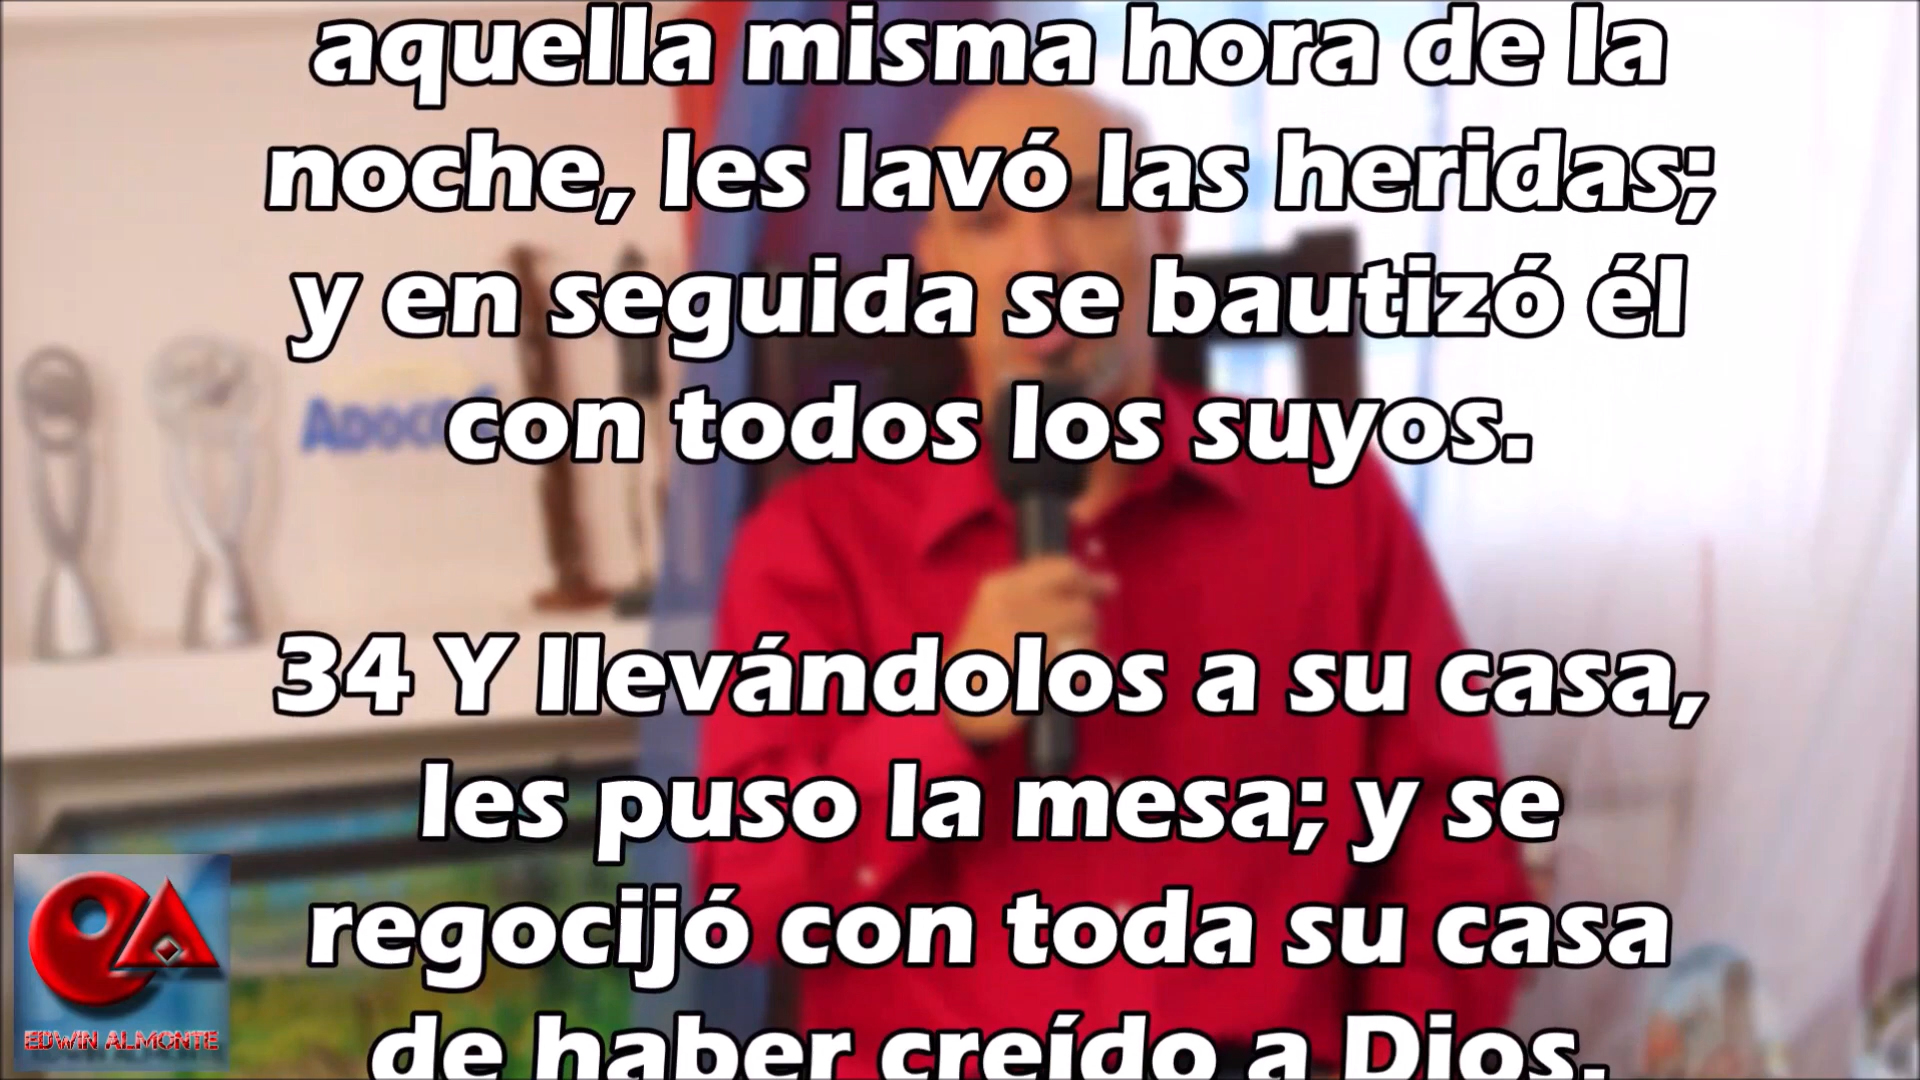 aquella misma hora de la
noche, les lavó las heridas;
y en seguida se bautizó él
con todos los suyos.
34 Y llevándolos a su casa,
les puso la mesa; y se
regocijó con toda su casa
de haber creído a Dios.
EDWIN ALMONTE